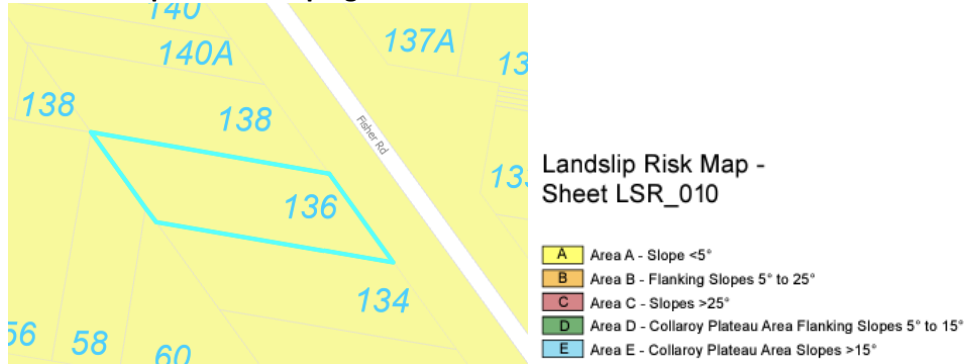 140
140A
137A
13
138
138
Fisher Rd
136
13
134
56
58
60
Landslip Risk Map -
Sheet LSR_010
A Area A - Slope <5°
B Area B - Flanking Slopes 5° to 25°
C Area C - Slopes >25°
D Area D - Collaroy Plateau Area Flanking Slopes 5° to 15°
E Area E - Collaroy Plateau Area Slopes >15°